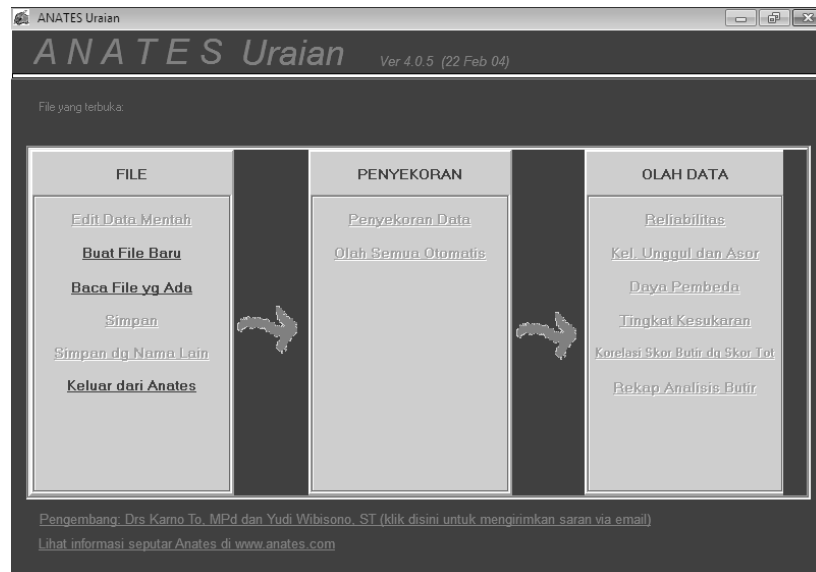 ANATES Uraian
ANATES Uraian Ver 4.0.5 (22 Feb 04)
File yang terbuka:
FILE
Edit Data Mentah
Buat File Baru
Baca File yg Ada
Simpan
Simpan dg Nama Lain
Keluar dari Anates
PENYEKORAN
Penyekoran Data
Olah Semua Otomatis
OLAH DATA
Reliabilitas
Kel. Unggul dan Asor
Daya Pembeda
Tingkat Kesukaran
Korelasi Skor Butir dg Skor Tot
Rekap Analisis Butir
Pengembang: Drs Karno To, MPd dan Yudi Wibisono, ST (klik disini untuk mengirimkan saran via email)
Lihat informasi seputar Anates di www.anates.com